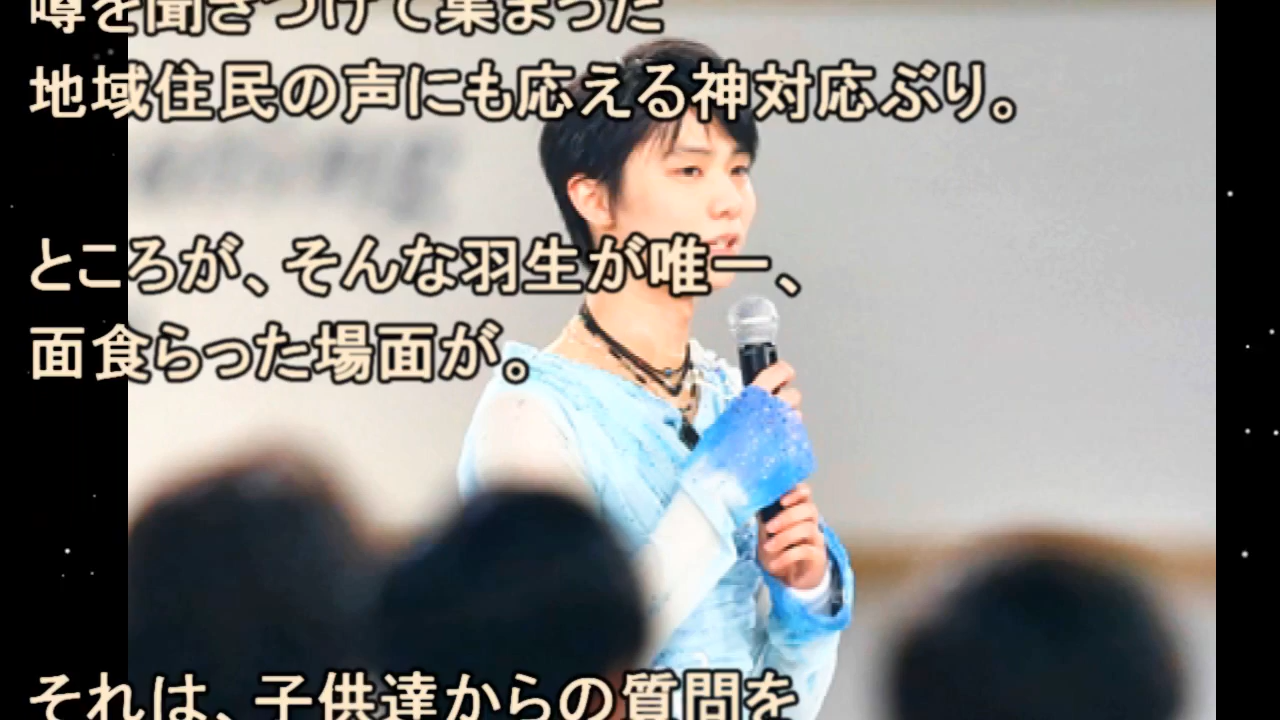 噂を聞きつけて集まった
地域住民の声にも応える神対応ぶり。
ところが、そんな羽生が唯一、
面食らった場面が。
それは、子供達からの質問を